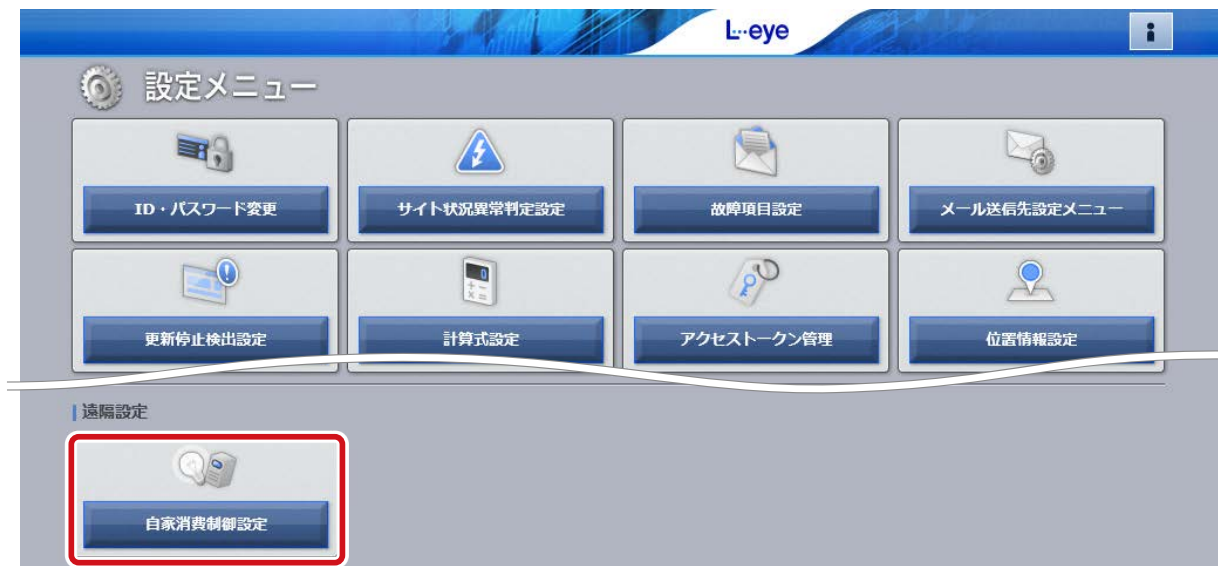 L･･･eye
設定メニュー
ID・パスワード変更
サイト状況異常判定設定
故障項目設定
メール送信先設定メニュー
更新停止検出設定
計算式設定
アクセストークン管理
位置情報設定
遠隔設定
自家消費制御設定